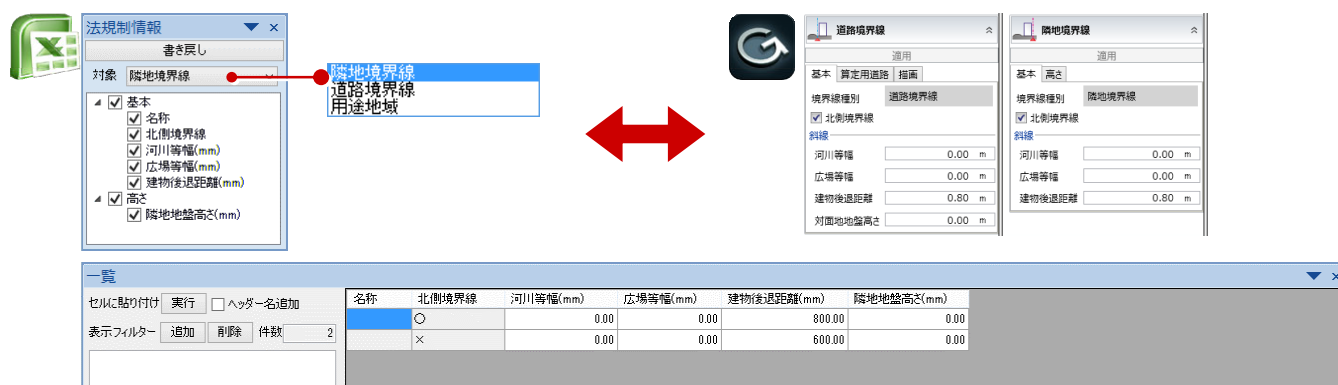 法規制情報
書き戻し
対象 隣地境界線
基本
名称
北側境界線
河川等幅(mm)
広場等幅(mm)
建物後退距離(mm)
高さ
隣地地盤高さ(mm)
隣地境界線
道路境界線
用途地域
道路境界線
適用
基本 算定用道路 描画
境界線種別 道路境界線
北側境界線
斜線
河川等幅 0.00 m
広場等幅 0.00 m
建物後退距離 0.80 m
対面地地盤高さ 0.00 m
隣地境界線
適用
基本 高さ
境界線種別 隣地境界線
北側境界線
斜線
河川等幅 0.00 m
広場等幅 0.00 m
建物後退距離 0.80 m
一覧
セルに貼り付け 実行 ヘッダー名追加
表示フィルター 追加 削除 件数 2
名称 北側境界線 河川等幅(mm) 広場等幅(mm) 建物後退距離(mm) 隣地地盤高さ(mm)
○ 0.00 0.00 800.00 0.00
× 0.00 0.00 600.00 0.00